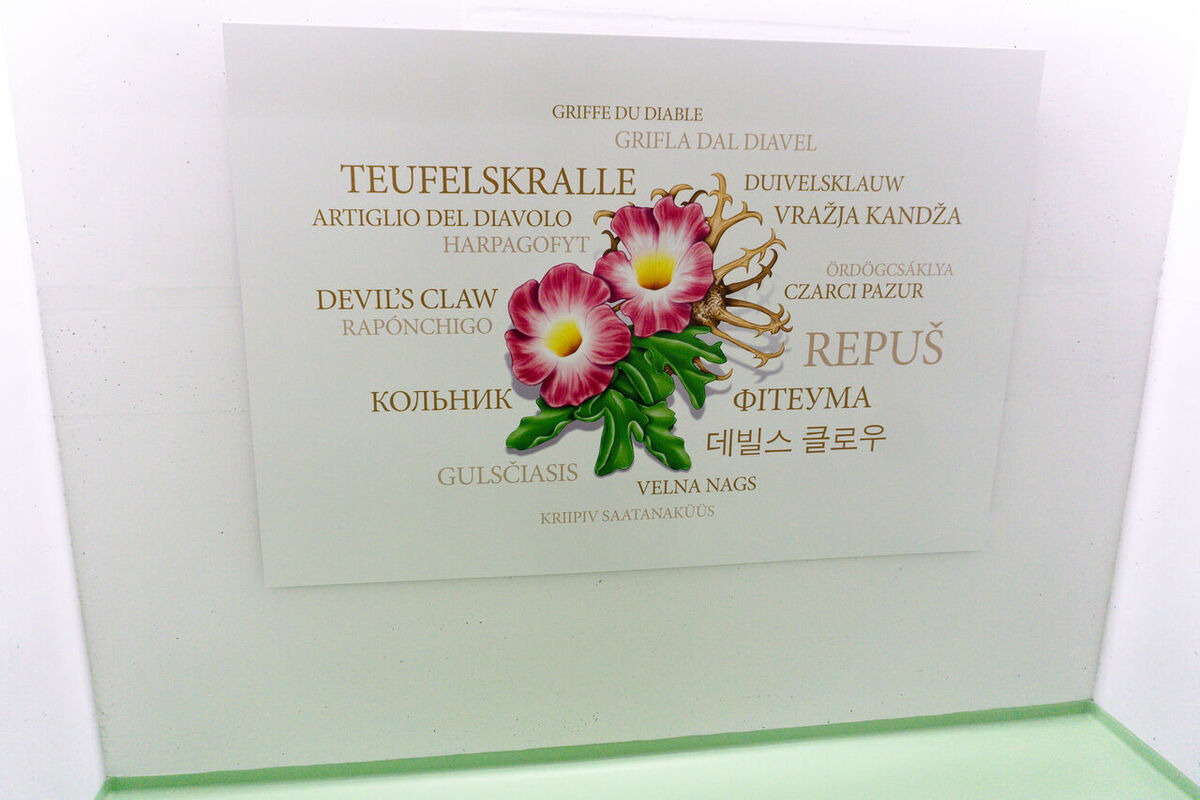 GRIFFE DU DIABLE
GRIFLA DAL DIAVEL
TEUFELSKRALLE
DUIVELSKLAUW
ARTIGLIO DEL DIAVOLO
VRAŽJA KANDŽA
HARPAGOFYT
ÖRDÖGCSÁKLYA
DEVIL'S CLAW
CZARCI PAZUR
RAPÓNCHIGO
REPUŠ
КОЛЬНИК
ФІТЕУМА
데빌스 클로우
GULSČIASIS
VELNA NAGS
KRIIPIV SAATANAKÜÜS